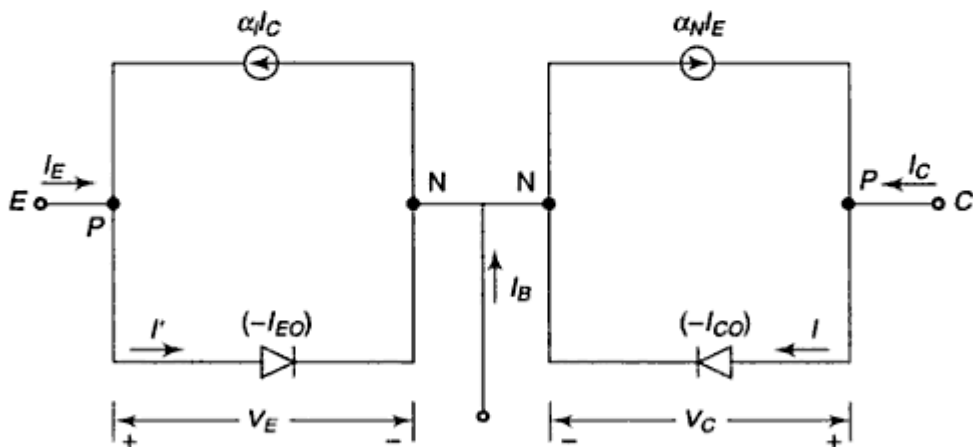 α_I I_C α_N I_E
I_E N N P I_C
E P C
I_B
I' (-I_EO) (-I_CO) I
V_E V_C
+ - - +